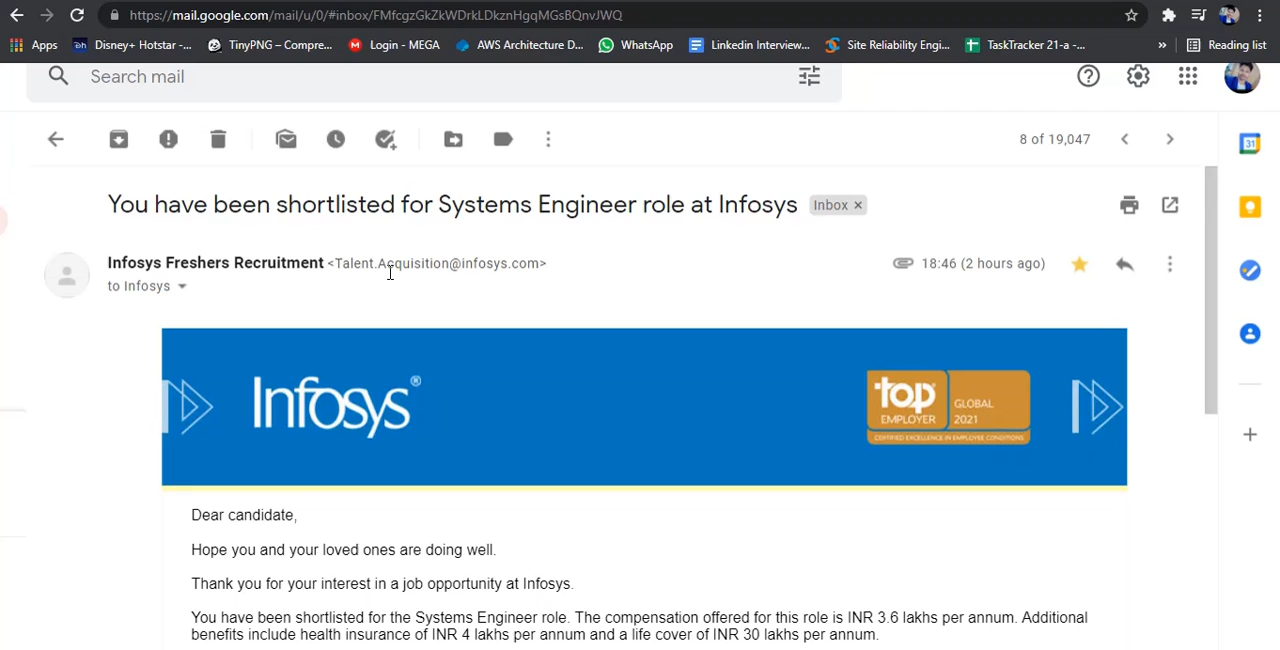 https://mail.google.com/mail/u/0/#inbox/FMfcgzGkZkWDrkLDkznHgqMGsBQnvJWQ
Apps Disney+ Hotstar -... TinyPNG – Compre... Login - MEGA AWS Architecture D... WhatsApp Linkedin Interview... Site Reliability Engi... TaskTracker 21-a -... » Reading list
Search mail
8 of 19,047
31
You have been shortlisted for Systems Engineer role at Infosys Inbox ×
Infosys Freshers Recruitment <Talent.Acquisition@infosys.com> 18:46 (2 hours ago)
to Infosys
Infosys®
top EMPLOYER GLOBAL 2021
CERTIFIED EXCELLENCE IN EMPLOYEE CONDITIONS
Dear candidate,
Hope you and your loved ones are doing well.
Thank you for your interest in a job opportunity at Infosys.
You have been shortlisted for the Systems Engineer role. The compensation offered for this role is INR 3.6 lakhs per annum. Additional
benefits include health insurance of INR 4 lakhs per annum and a life cover of INR 30 lakhs per annum.